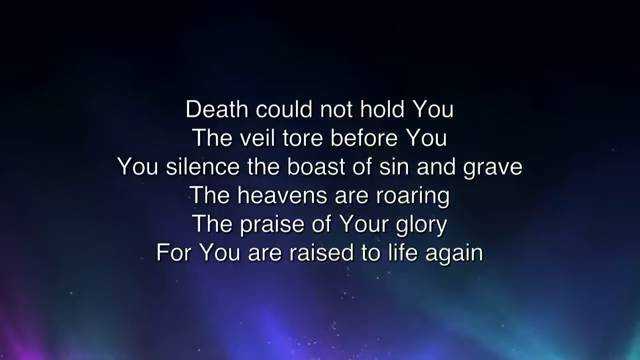 Death could not hold You
The veil tore before You
You silence the boast of sin and grave
The heavens are roaring
The praise of Your glory
For You are raised to life again